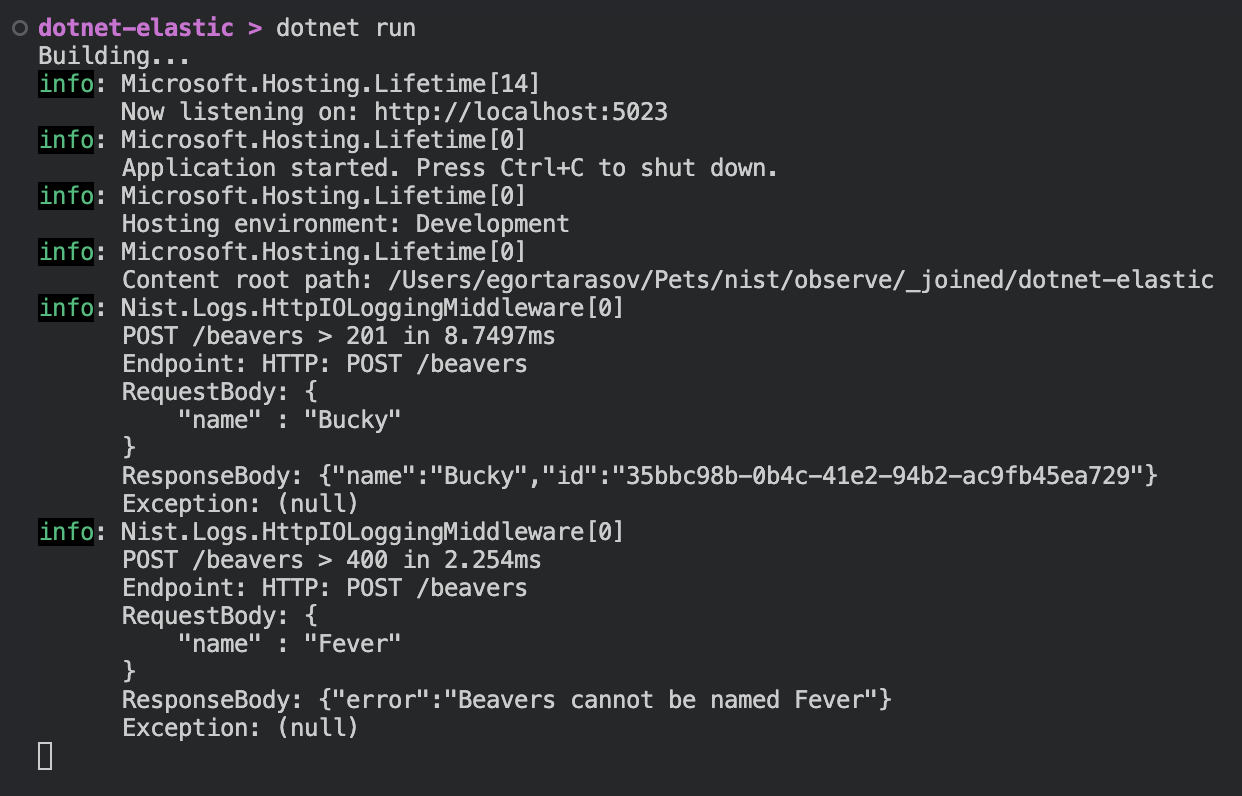 dotnet-elastic > dotnet run
Building...
info: Microsoft.Hosting.Lifetime[14]
Now listening on: http://localhost:5023
info: Microsoft.Hosting.Lifetime[0]
Application started. Press Ctrl+C to shut down.
info: Microsoft.Hosting.Lifetime[0]
Hosting environment: Development
info: Microsoft.Hosting.Lifetime[0]
Content root path: /Users/egortarasov/Pets/nist/observe/_joined/dotnet-elastic
info: Nist.Logs.HttpIOLoggingMiddleware[0]
POST /beavers > 201 in 8.7497ms
Endpoint: HTTP: POST /beavers
RequestBody: {
"name" : "Bucky"
}
ResponseBody: {"name":"Bucky","id":"35bbc98b-0b4c-41e2-94b2-ac9fb45ea729"}
Exception: (null)
info: Nist.Logs.HttpIOLoggingMiddleware[0]
POST /beavers > 400 in 2.254ms
Endpoint: HTTP: POST /beavers
RequestBody: {
"name" : "Fever"
}
ResponseBody: {"error":"Beavers cannot be named Fever"}
Exception: (null)